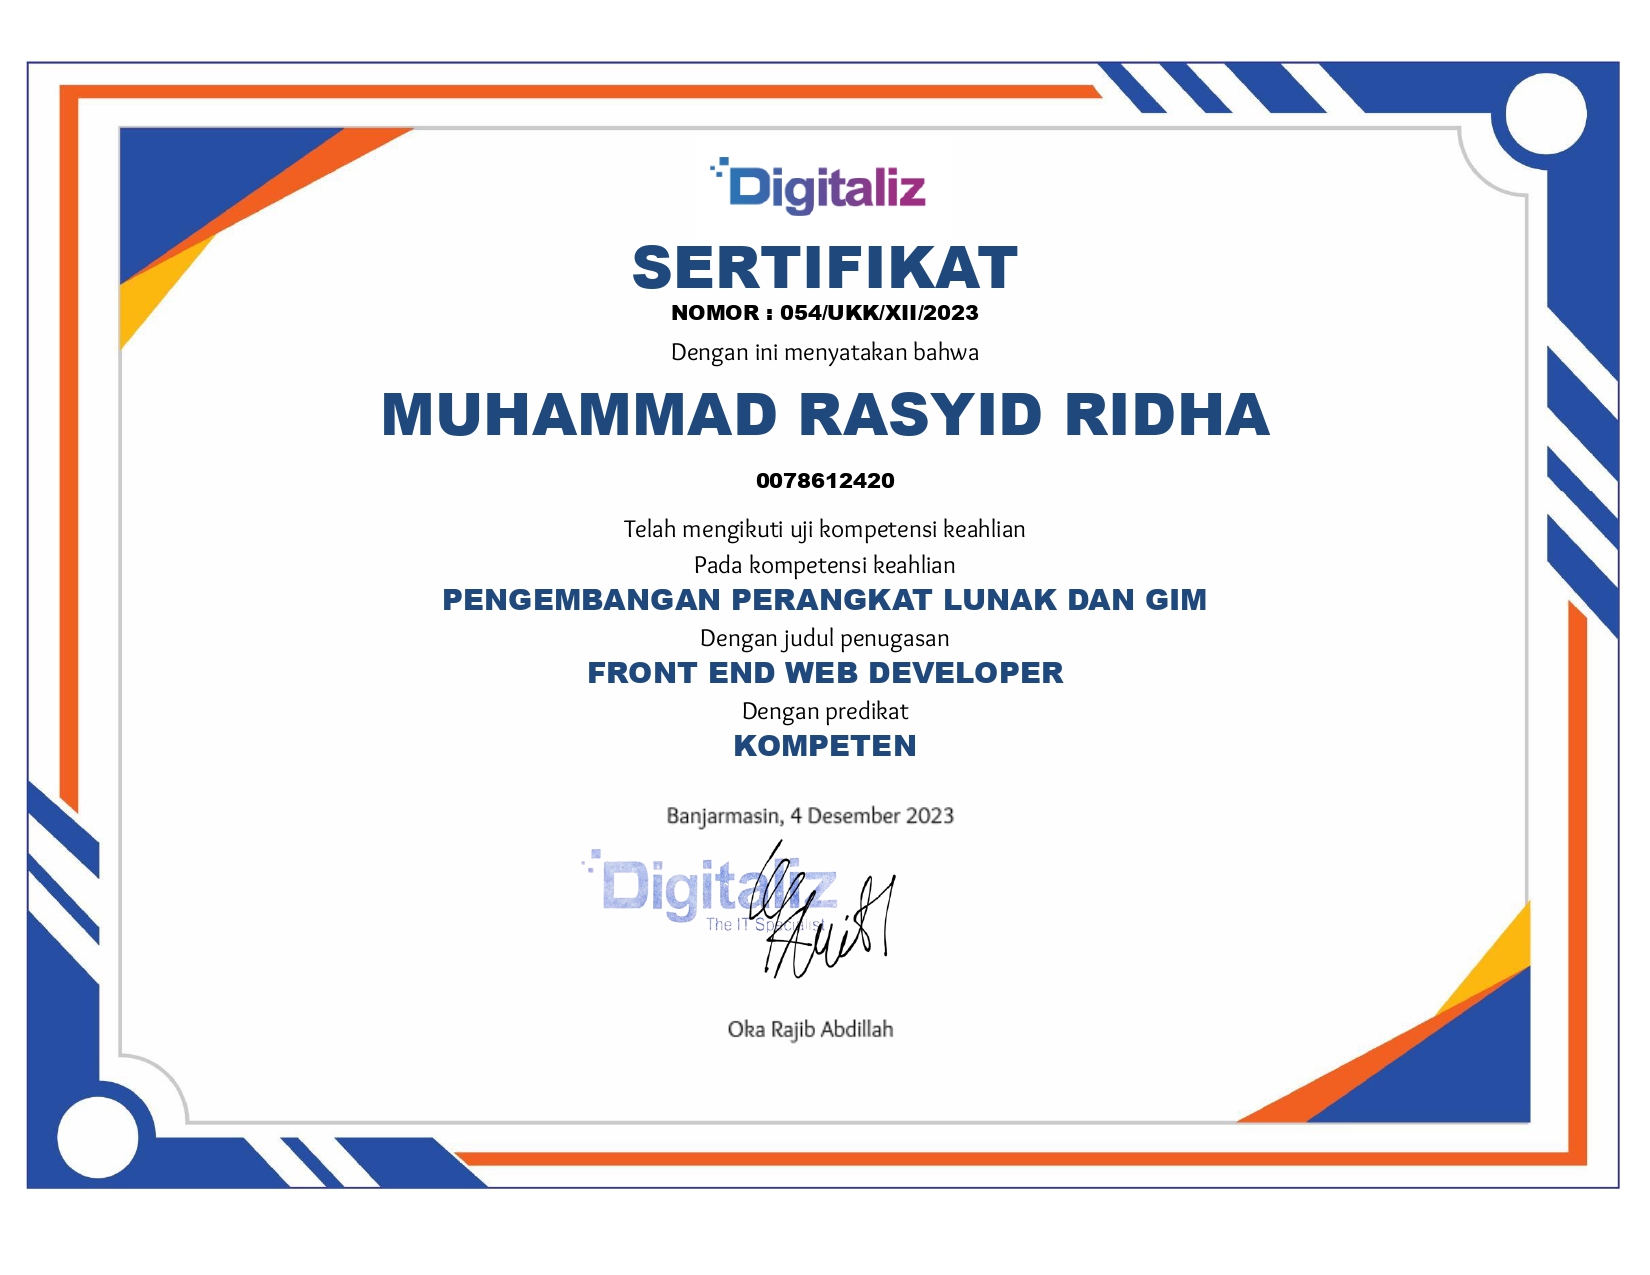 Digitaliz
SERTIFIKAT
NOMOR : 054/UKK/XII/2023
Dengan ini menyatakan bahwa
MUHAMMAD RASYID RIDHA
0078612420
Telah mengikuti uji kompetensi keahlian
Pada kompetensi keahlian
PENGEMBANGAN PERANGKAT LUNAK DAN GIM
Dengan judul penugasan
FRONT END WEB DEVELOPER
Dengan predikat
KOMPETEN
Banjarmasin, 4 Desember 2023
Digitaliz
The IT Specialist
Oka Rajib Abdillah